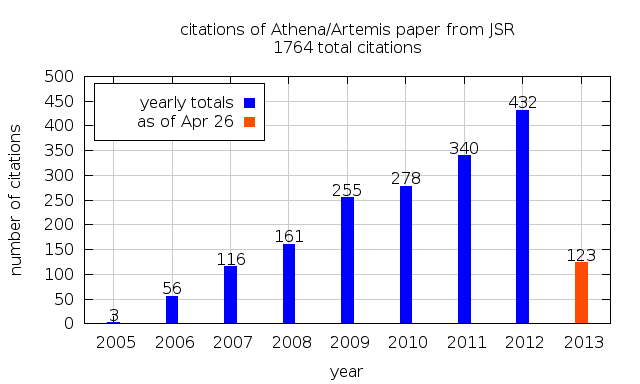 citations of Athena/Artemis paper from JSR
1764 total citations
500
450
400
350
300
250
200
150
100
50
0
number of citations
yearly totals
as of Apr 26
3
56
116
161
255
278
340
432
123
2005 2006 2007 2008 2009 2010 2011 2012 2013
year